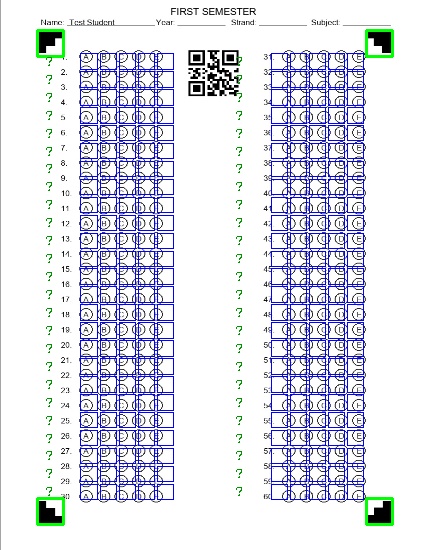 FIRST SEMESTER
Name: Test Student Year: Strand: Subject:
? 1. A B C D E ? 31. A B C D E
? 2. A B C D E ? 32. A B C D E
? 3. A B C D E ? 33. A B C D E
? 4. A B C D E ? 34. A B C D E
? 5 A B C D E ? 35 A B C D E
? 6. A B C D E ? 36 A B C D E
? 7. A B C D E ? 37. A B C D E
? 8. A B C D E ? 38 A B C D E
? 9. A B C D E ? 39. A B C D E
? 10. A B C D E ? 40 A B C D E
? 11 A B C D E ? 41. A B C D E
? 12 A B C D E ? 42 A B C D E
? 13. A B C D E ? 43. A B C D E
? 14. A B C D E ? 44. A B C D E
? 15. A B C D E ? 45. A B C D E
? 16. A B C D E ? 46. A B C D E
? 17 A B C D E ? 47 A B C D E
? 18 A B C D E ? 48 A B C D E
? 19. A B C D E ? 49. A B C D E
? 20. A B C D E ? 50. A B C D E
? 21. A B C D E ? 51 A B C D E
? 22 A B C D E ? 52 A B C D E
? 23 A B C D E ? 53 A B C D E
? 24 A B C D E ? 54 A B C D E
? 25. A B C D E ? 55. A B C D E
? 26. A B C D E ? 56. A B C D E
? 27. A B C D E ? 57. A B C D E
? 28. A B C D E ? 58 A B C D E
? 29 A B C D E ? 59 A B C D E
? 30 A B C D E ? 60 A B C D E